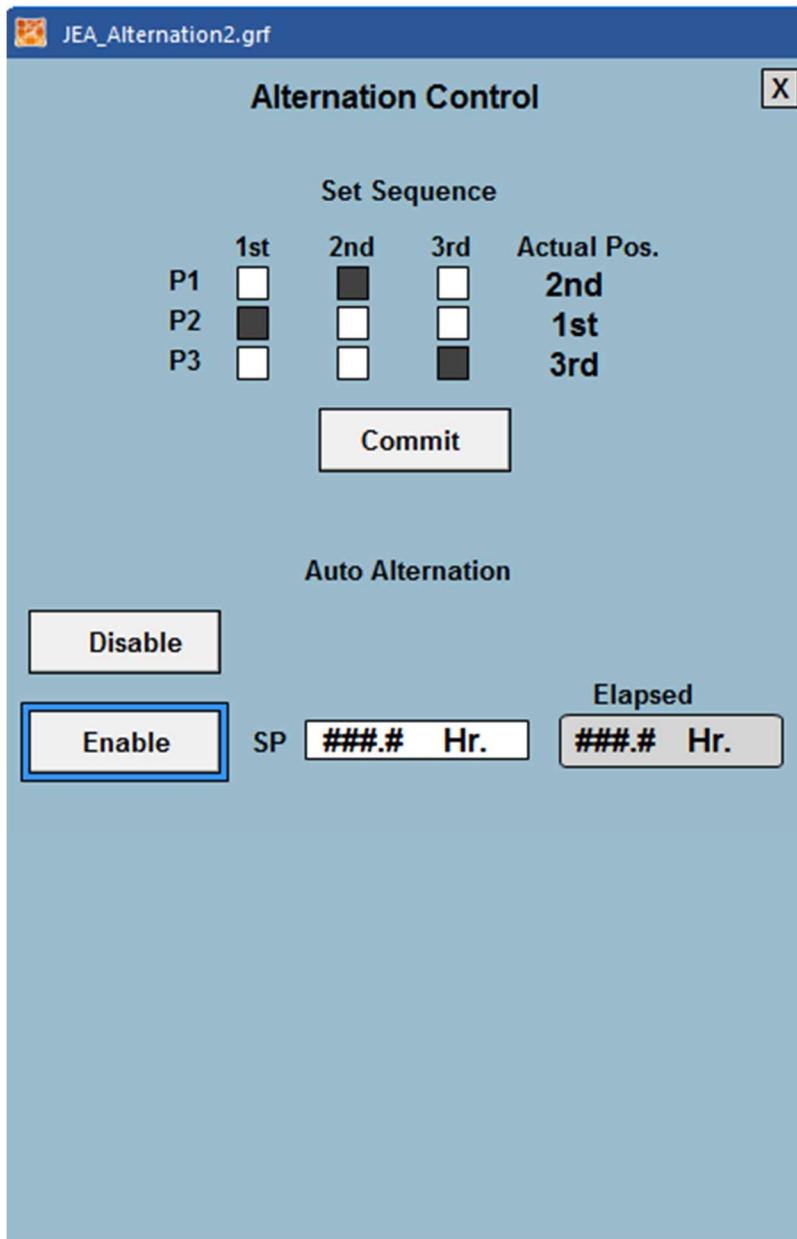 JEA_Alternation2.grf
Alternation Control X
Set Sequence
1st 2nd 3rd Actual Pos.
P1 2nd
P2 1st
P3 3rd
Commit
Auto Alternation
Disable
Elapsed
Enable SP ###.# Hr. ###.# Hr.